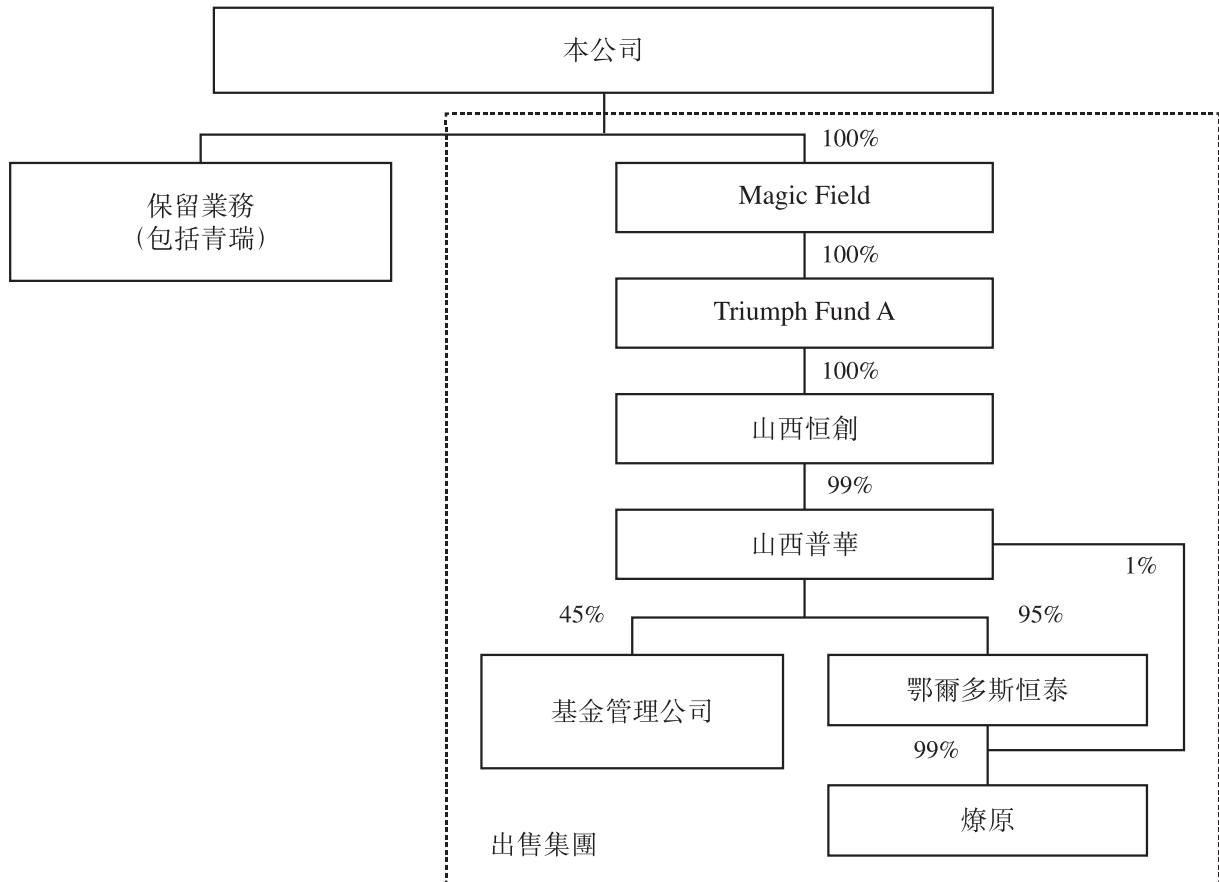 本公司
100%
保留業務
（包括青瑞）
Magic Field
100%
Triumph Fund A
100%
山西恒創
99%
山西普華
1%
45%
95%
基金管理公司
鄂爾多斯恒泰
99%
燎原
出售集團